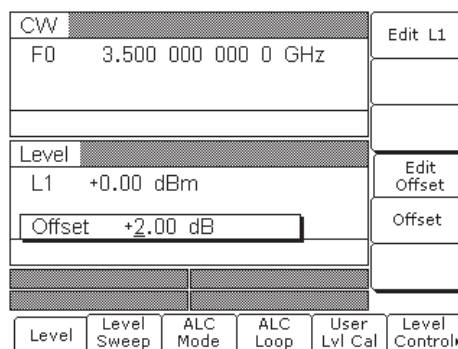 CW
F0 3.500 000 000 0 GHz
Level
L1 +0.00 dBm
Offset +2.00 dB
Edit L1
Edit
Offset
Offset
Level
Level
Sweep
ALC
Mode
ALC
Loop
User
Lvl Cal
Level
Control